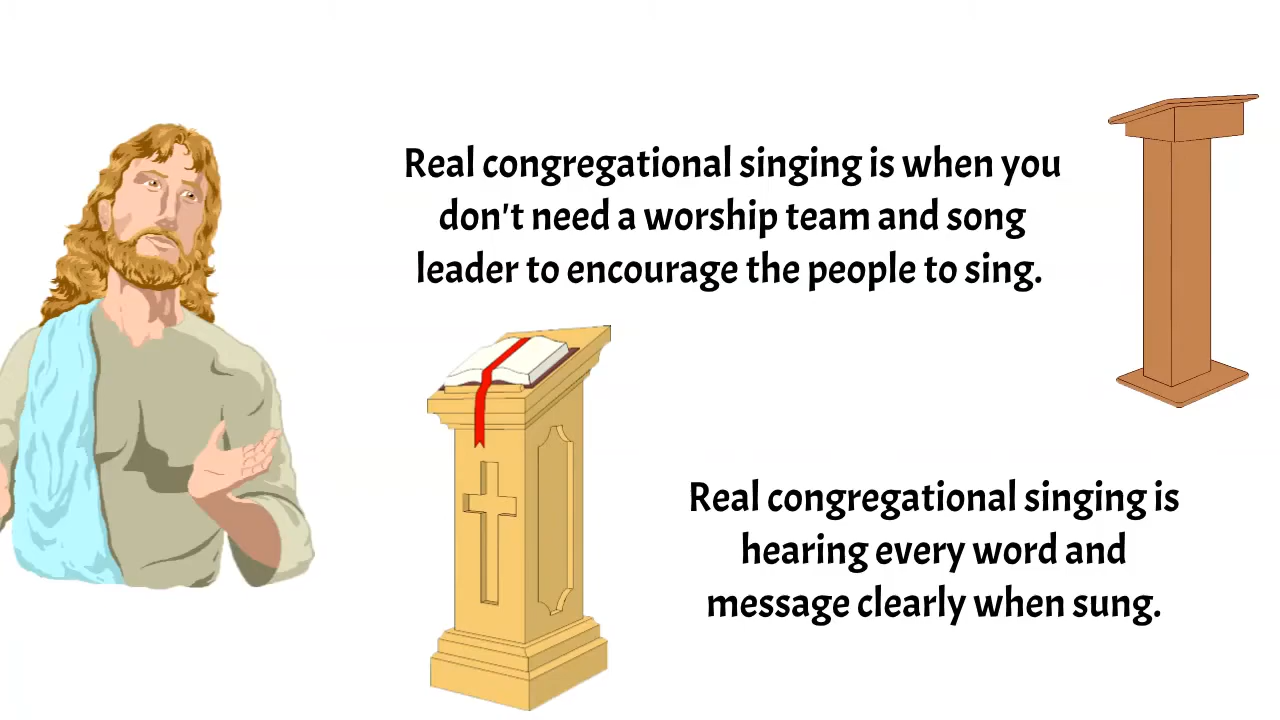 Real congregational singing is when you
don't need a worship team and song
leader to encourage the people to sing.
Real congregational singing is
hearing every word and
message clearly when sung.